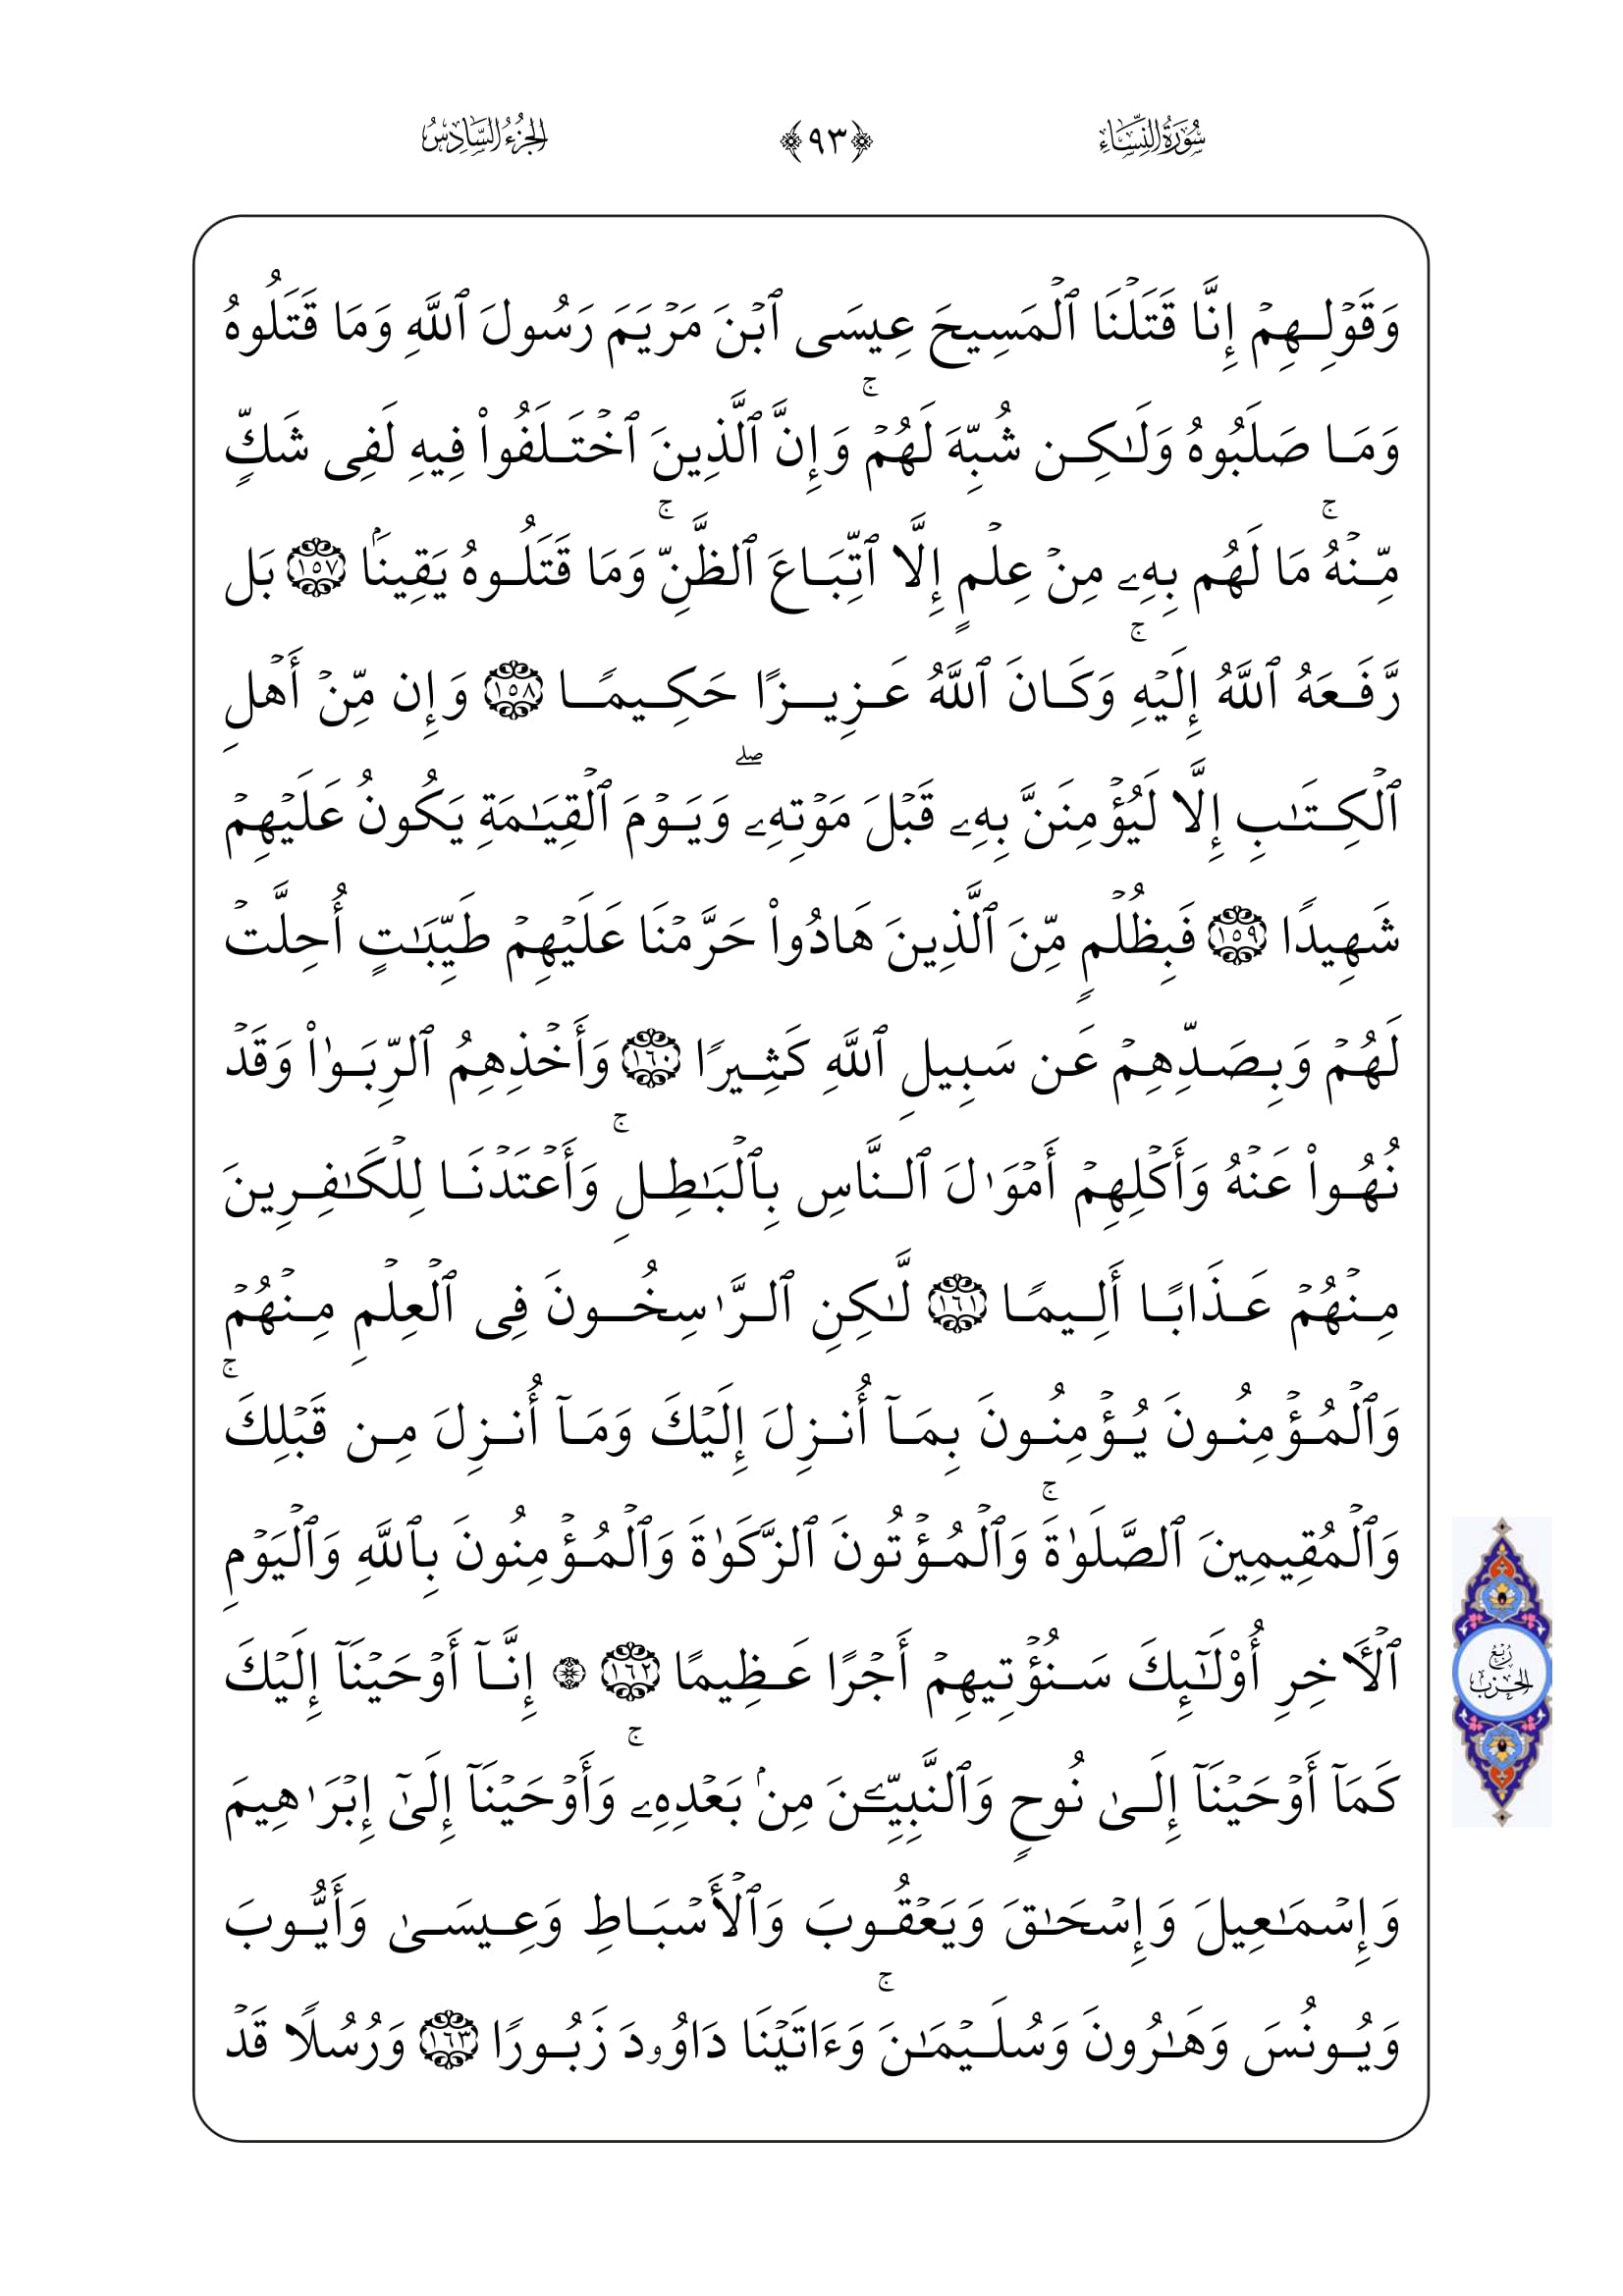 سُورَةُ النِّسَاءِ ﴿٩٣﴾ الجُزْءُ السَّادِسُ
وَقَوۡلِهِمۡ إِنَّا قَتَلۡنَا ٱلۡمَسِيحَ عِيسَى ٱبۡنَ مَرۡيَمَ رَسُولَ ٱللَّهِ وَمَا قَتَلُوهُ
وَمَا صَلَبُوهُ وَلَـٰكِن شُبِّهَ لَهُمۡۚ وَإِنَّ ٱلَّذِينَ ٱخۡتَلَفُوا۟ فِيهِ لَفِى شَكٍّ
مِّنۡهُۚ مَا لَهُم بِهِۦ مِنۡ عِلۡمٍ إِلَّا ٱتِّبَاعَ ٱلظَّنِّۚ وَمَا قَتَلُوهُ يَقِينَۢا ١٥٧ بَل
رَّفَعَهُ ٱللَّهُ إِلَيۡهِۚ وَكَانَ ٱللَّهُ عَزِيزًا حَكِيمًا ١٥٨ وَإِن مِّنۡ أَهۡلِ
ٱلۡكِتَـٰبِ إِلَّا لَيُؤۡمِنَنَّ بِهِۦ قَبۡلَ مَوۡتِهِۦۖ وَيَوۡمَ ٱلۡقِيَـٰمَةِ يَكُونُ عَلَيۡهِمۡ
شَهِيدًا ١٥٩ فَبِظُلۡمٍ مِّنَ ٱلَّذِينَ هَادُوا۟ حَرَّمۡنَا عَلَيۡهِمۡ طَيِّبَـٰتٍ أُحِلَّتۡ
لَهُمۡ وَبِصَدِّهِمۡ عَن سَبِيلِ ٱللَّهِ كَثِيرًا ١٦٠ وَأَخۡذِهِمُ ٱلرِّبَوٰا۟ وَقَدۡ
نُهُوا۟ عَنۡهُ وَأَكۡلِهِمۡ أَمۡوَٰلَ ٱلنَّاسِ بِٱلۡبَـٰطِلِۚ وَأَعۡتَدۡنَا لِلۡكَـٰفِرِينَ
مِنۡهُمۡ عَذَابًا أَلِيمًا ١٦١ لَّـٰكِنِ ٱلرَّٰسِخُونَ فِى ٱلۡعِلۡمِ مِنۡهُمۡ
وَٱلۡمُؤۡمِنُونَ يُؤۡمِنُونَ بِمَآ أُنزِلَ إِلَيۡكَ وَمَآ أُنزِلَ مِن قَبۡلِكَۚ
وَٱلۡمُقِيمِينَ ٱلصَّلَوٰةَۚ وَٱلۡمُؤۡتُونَ ٱلزَّكَوٰةَ وَٱلۡمُؤۡمِنُونَ بِٱللَّهِ وَٱلۡيَوۡمِ
ٱلۡأَخِرِ أُو۟لَـٰٓئِكَ سَنُؤۡتِيهِمۡ أَجۡرًا عَظِيمًا ١٦٢ ۞ إِنَّآ أَوۡحَيۡنَآ إِلَيۡكَ
رُبْعُ
الحِزْب
كَمَآ أَوۡحَيۡنَآ إِلَىٰ نُوحٍ وَٱلنَّبِيِّـۧنَ مِنۢ بَعۡدِهِۦۚ وَأَوۡحَيۡنَآ إِلَىٰٓ إِبۡرَٰهِيمَ
وَإِسۡمَـٰعِيلَ وَإِسۡحَـٰقَ وَيَعۡقُوبَ وَٱلۡأَسۡبَاطِ وَعِيسَىٰ وَأَيُّوبَ
وَيُونُسَ وَهَـٰرُونَ وَسُلَيۡمَـٰنَۚ وَءَاتَيۡنَا دَاوُۥدَ زَبُورًا ١٦٣ وَرُسُلًا قَدۡ